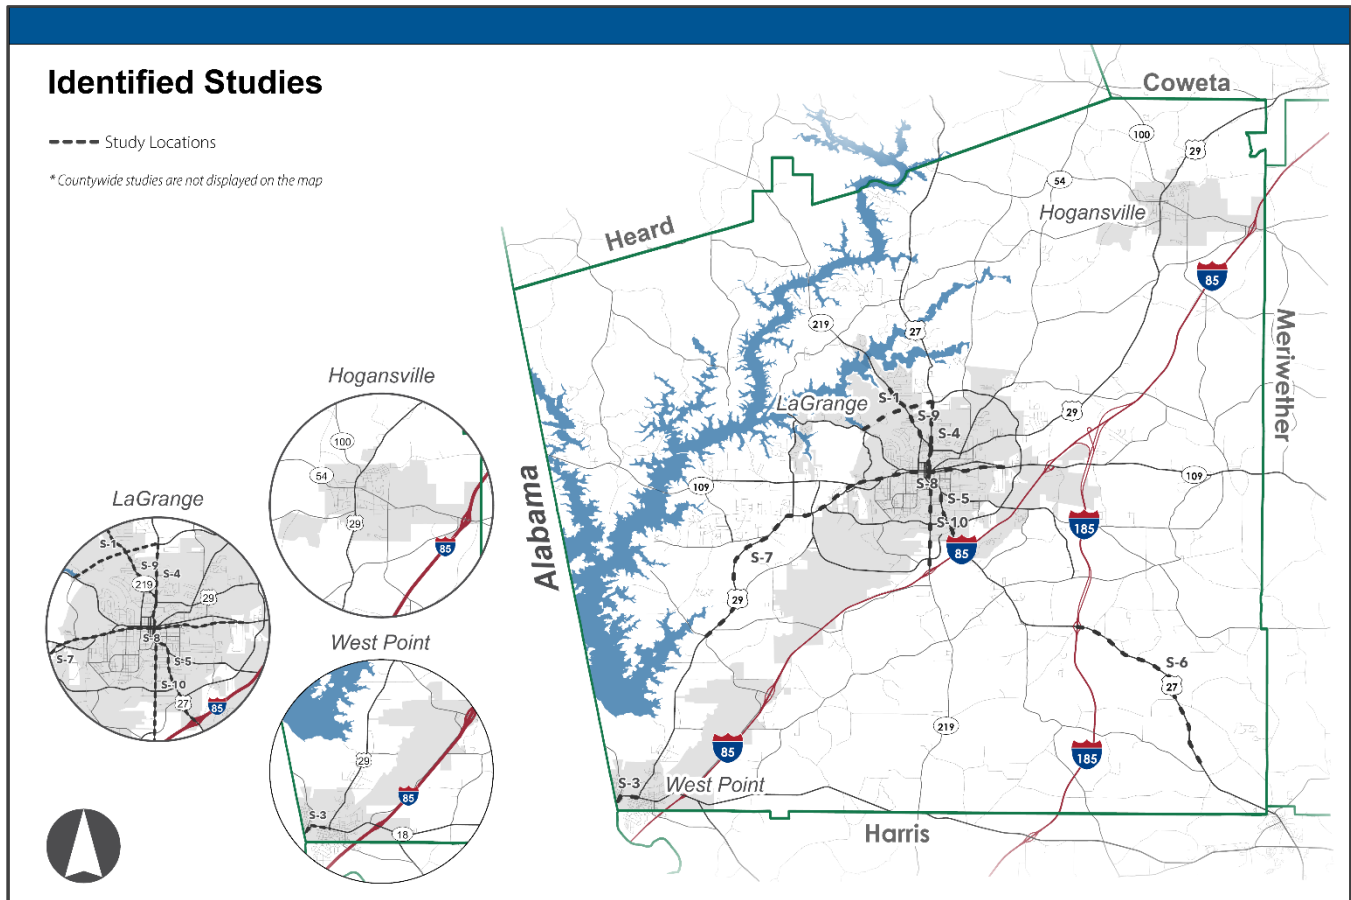 Identified Studies
Study Locations
* Countywide studies are not displayed on the map
Coweta
100
29
54
Hogansville
Heard
85
219
27
Meriwether
Hogansville
LaGrange
S-1
S-9
29
S-4
100
54
Alabama
109
S-8
109
LaGrange
S-5
29
S-10
185
85
85
S-1
S-9
S-4
219
29
S-7
29
S-8
West Point
S-7
S-5
S-6
S-10
27
27
85
219
85
185
29
S-3
West Point
85
S-3
18
Harris